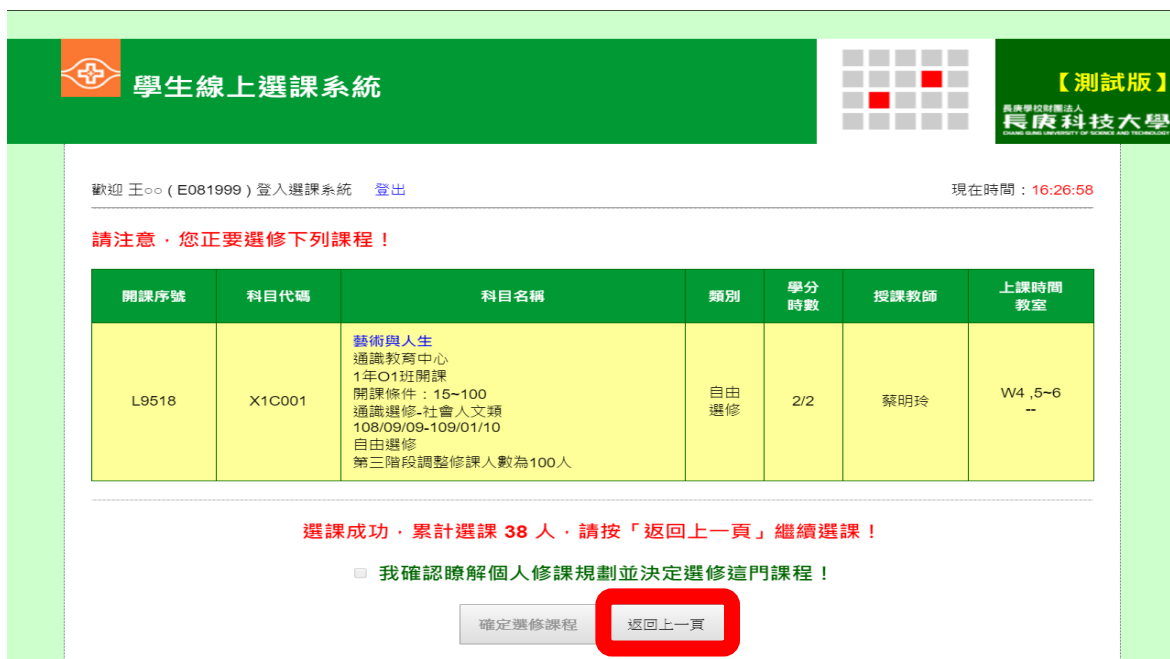 學生線上選課系統
【測試版】
長庚學校財團法人
長庚科技大學
CHANG GUNG UNIVERSITY OF SCIENCE AND TECHNOLOGY
歡迎 王○○ ( E081999 ) 登入選課系統 登出
現在時間：16:26:58
請注意，您正要選修下列課程！
開課序號 科目代碼 科目名稱 類別 學分 授課教師 上課時間
時數 教室
藝術與人生
通識教育中心
1年O1班開課
開課條件：15~100
通識選修-社會人文類
108/09/09-109/01/10
自由選修
第三階段調整修課人數為100人
L9518 X1C001 自由 2/2 蔡明玲 W4 ,5~6
選修 --
選課成功，累計選課 38 人，請按「返回上一頁」繼續選課！
我確認瞭解個人修課規劃並決定選修這門課程！
確定選修課程 返回上一頁